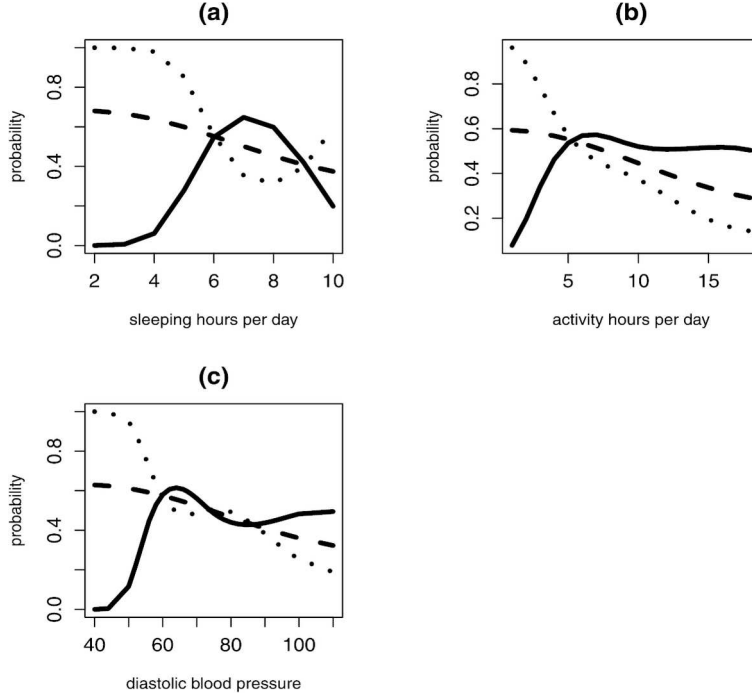 (a)
probability
0.0 0.4 0.8
2 4 6 8 10
sleeping hours per day
(b)
probability
0.2 0.4 0.6 0.8
5 10 15
activity hours per day
(c)
probability
0.0 0.4 0.8
40 60 80 100
diastolic blood pressure